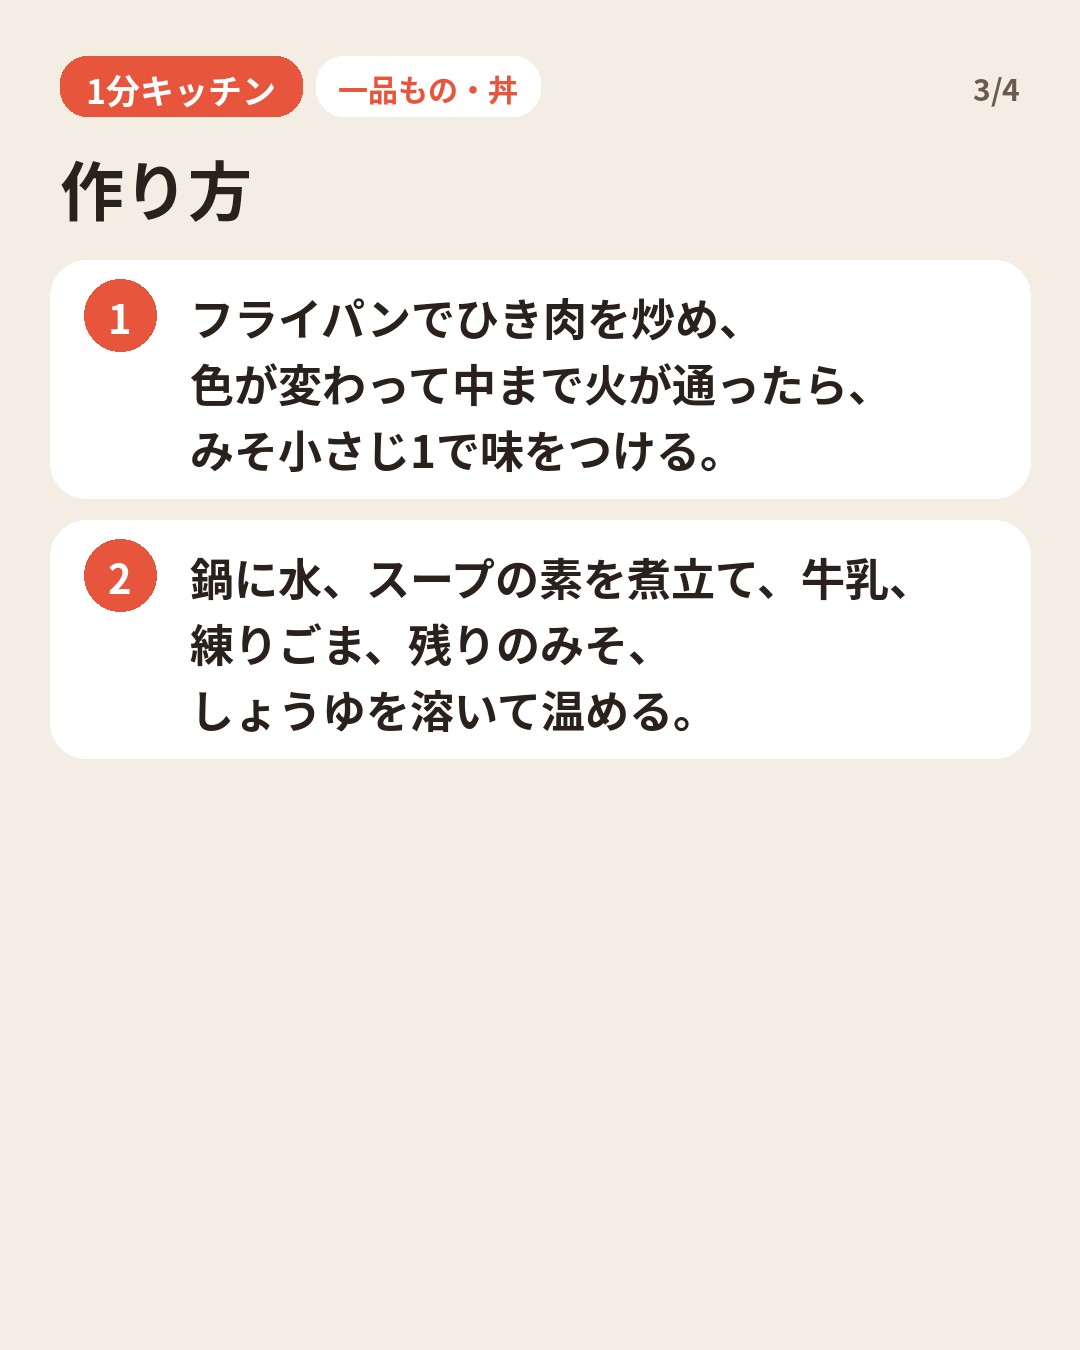 1分キッチン
一品もの・丼
3/4
作り方
1
フライパンでひき肉を炒め、
色が変わって中まで火が通ったら、
みそ小さじ1で味をつける。
2
鍋に水、スープの素を煮立て、牛乳、
練りごま、残りのみそ、
しょうゆを溶いて温める。